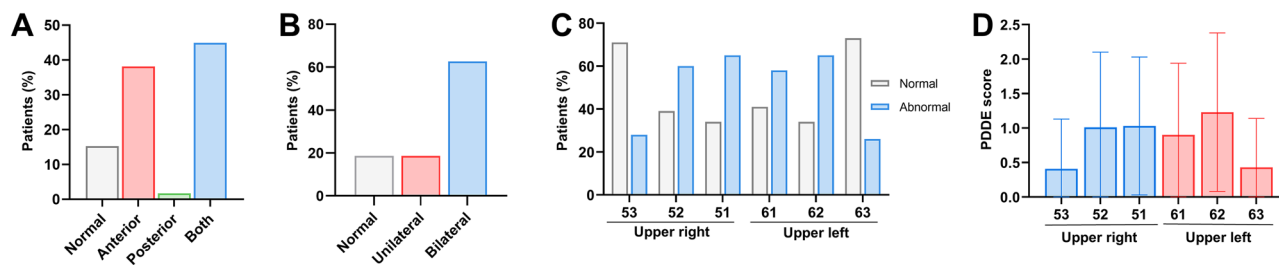 A
Patients (%)
50
40
30
20
10
0
Normal
Anterior
Posterior
Both
B
Patients (%)
80
60
40
20
0
Normal
Unilateral
Bilateral
C
Patients (%)
80
60
40
20
0
53 52 51 61 62 63
Upper right Upper left
Normal
Abnormal
D
PDDE score
2.5
2.0
1.5
1.0
0.5
0.0
53 52 51 61 62 63
Upper right Upper left